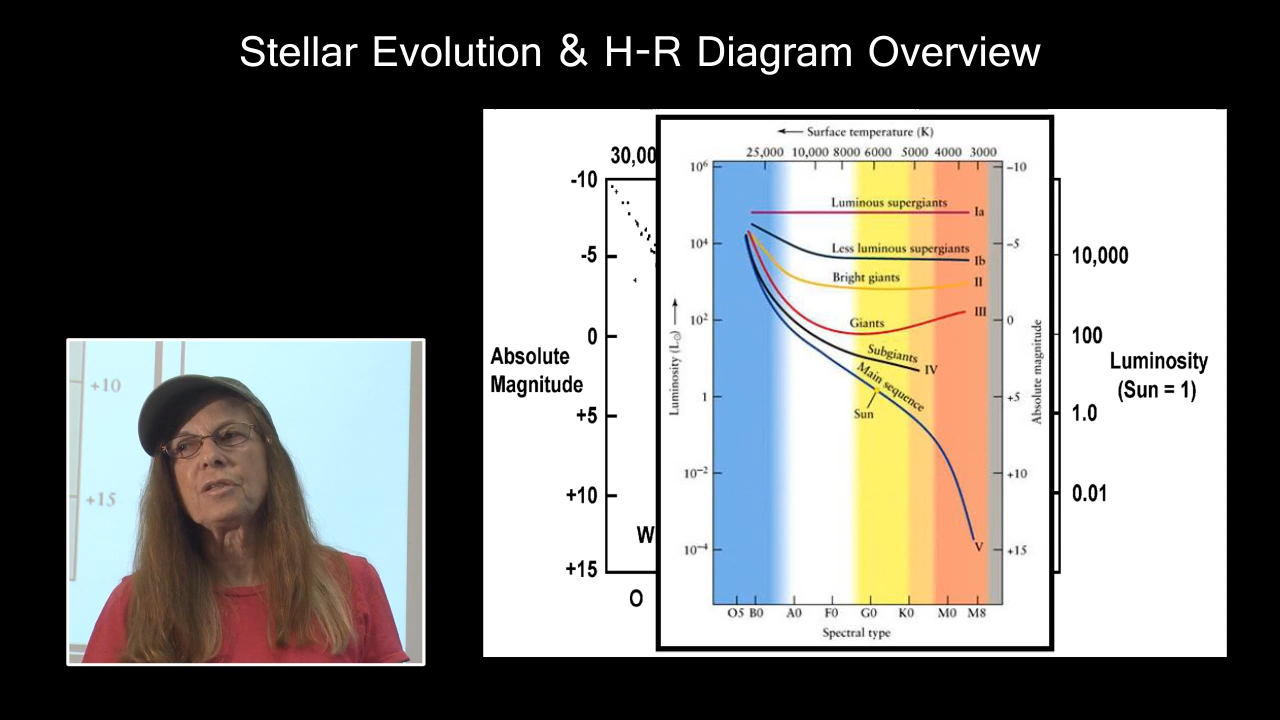 Stellar Evolution & H-R Diagram Overview
Surface temperature (K)
25,000 10,000 8000 6000 5000 4000 3000
10⁶
10⁴
10²
1
10⁻²
10⁻⁴
Luminosity (L⊙)
Luminous supergiants Ia
Less luminous supergiants Ib
Bright giants II
Giants III
Subgiants IV
Main sequence
Sun
V
-10
-5
0
+5
+10
+15
Absolute magnitude
O5 B0 A0 F0 G0 K0 M0 M8
Spectral type
30,00
-10
-5
0
+5
+10
+15
Absolute
Magnitude
W
O
10,000
100
1.0
0.01
Luminosity
(Sun = 1)
+10
+15